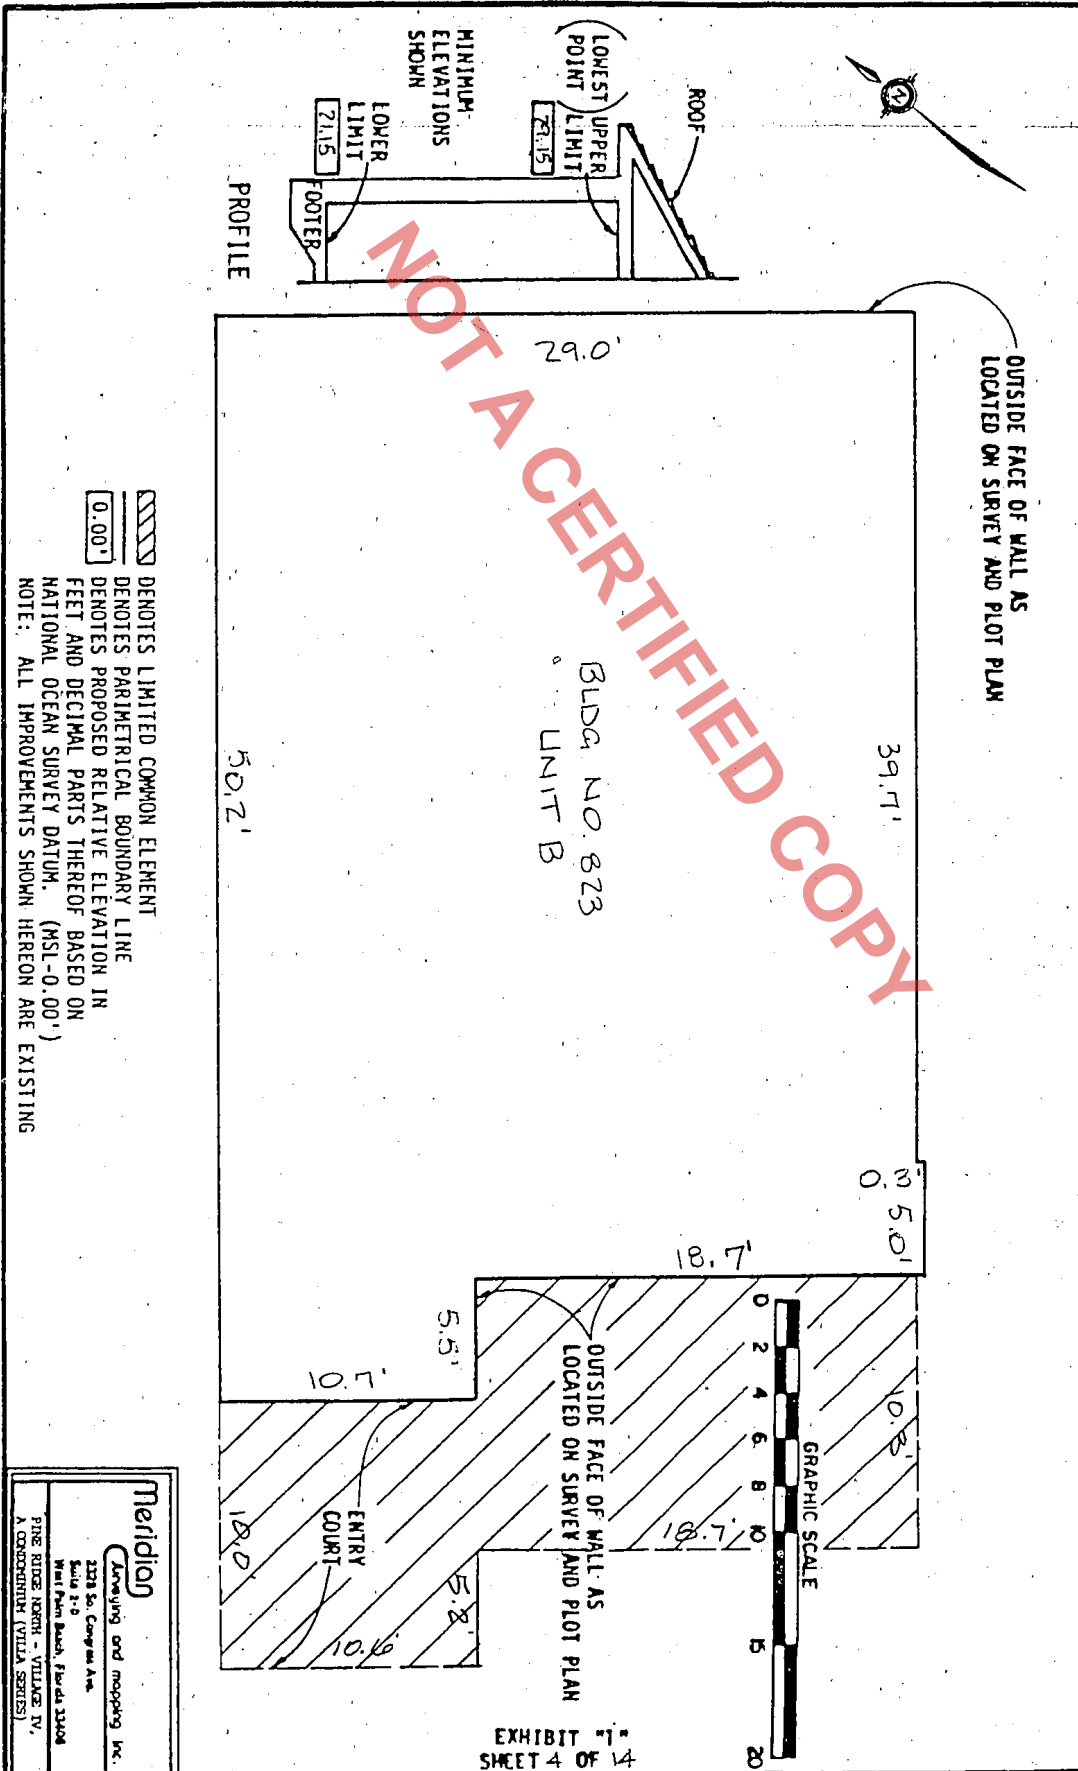 MINIMUM
ELEVATIONS
SHOWN
LOWEST
POINT
UPPER
LIMIT
LOWER
LIMIT
21.15
ROOF
FOOTER
PROFILE
OUTSIDE FACE OF WALL AS
LOCATED ON SURVEY AND PLOT PLAN
29.0'
39.7'
0.3'
5.0'
18.7'
5.5'
10.7'
50.2'
BLDG NO. 823
UNIT B
NOT A CERTIFIED COPY
OUTSIDE FACE OF WALL AS
LOCATED ON SURVEY AND PLOT PLAN
ENTRY
COURT
10.8'
18.7'
5.2'
10.6'
10.0'
GRAPHIC SCALE
0 2 4 6 8 10 15 20
DENOTES LIMITED COMMON ELEMENT
DENOTES PARIMETRICAL BOUNDARY LINE
0.00' DENOTES PROPOSED RELATIVE ELEVATION IN
FEET AND DECIMAL PARTS THEREOF BASED ON
NATIONAL OCEAN SURVEY DATUM. (MSL-0.00')
NOTE: ALL IMPROVEMENTS SHOWN HEREON ARE EXISTING
Meridian
Surveying and mapping inc.
2328 So. Congress Ave.
Suite 2-D
West Palm Beach, Florida 33406
PINE RIDGE NORTH - VILLAGE IV,
A CONDOMINIUM (VILLA SERIES)
EXHIBIT "1"
SHEET 4 OF 14